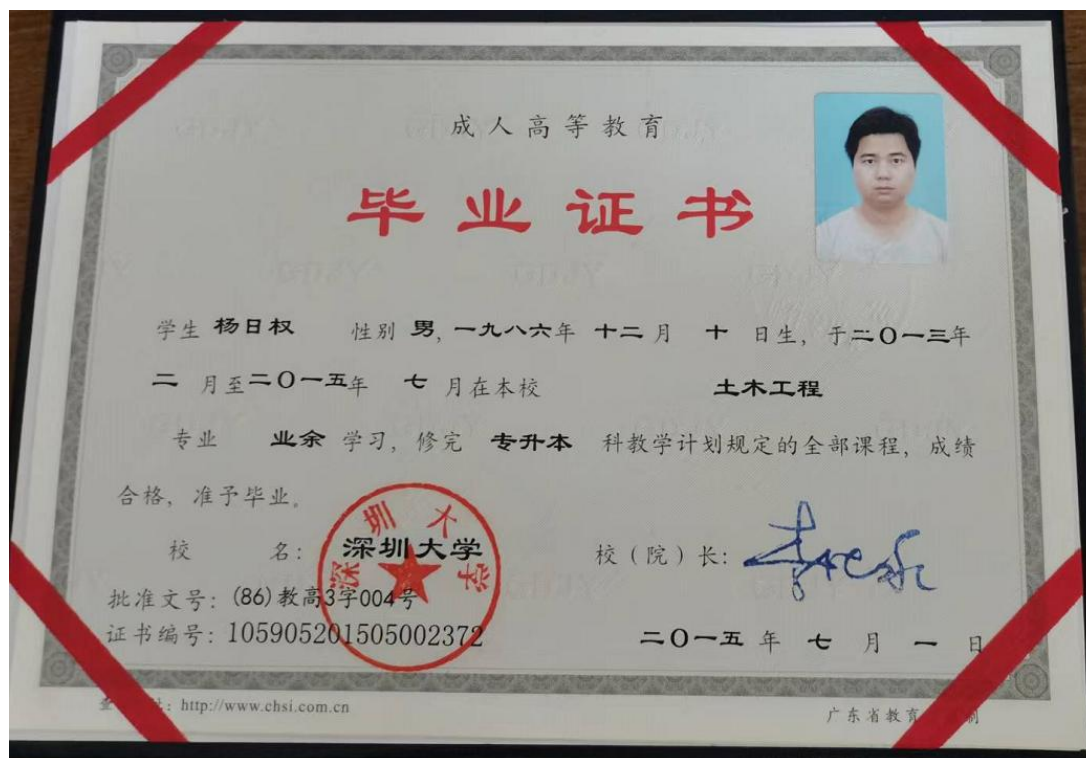 成人高等教育
毕业证书
学生 杨日权 性别 男, 一九八六年 十二月 十 日生, 于二〇一三年
二 月至二〇一五年 七 月在本校 土木工程
专业 业余 学习, 修完 专升本 科教学计划规定的全部课程, 成绩
合格, 准予毕业。
校 名: 深圳大学 校(院)长:
深圳大学
批准文号: (86)教高3字004号
证书编号: 105905201505002372
二〇一五 年 七 月 一 日
: http://www.chsi.com.cn 广东省教育